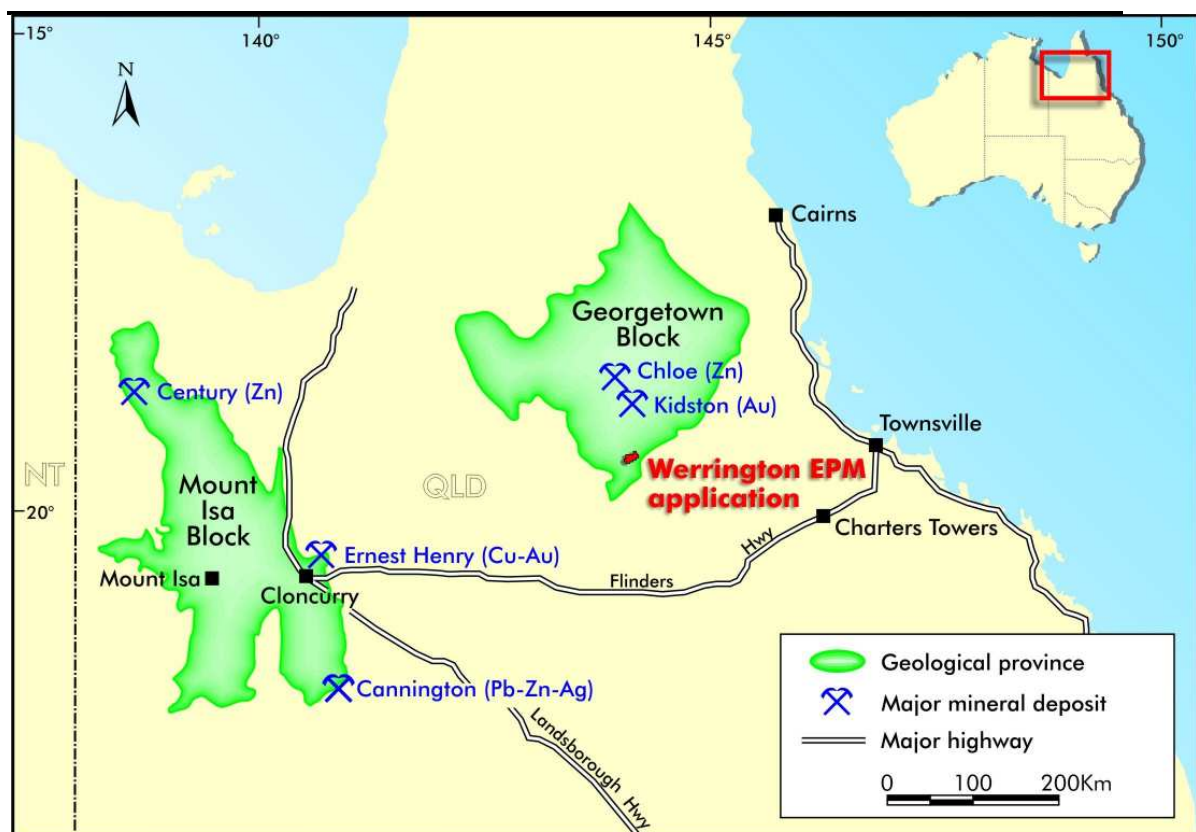 -15°
140°
145°
150°
N
Cairns
Georgetown
Block
Chloe (Zn)
Kidston (Au)
Century (Zn)
Townsville
Werrington EPM
application
NT
QLD
Mount
Isa
Block
20°
Charters Towers
Hwy
Ernest Henry (Cu-Au)
Flinders
Mount Isa
Cloncurry
Cannington (Pb-Zn-Ag)
Landsborough Hwy
Geological province
Major mineral deposit
Major highway
0 100 200Km